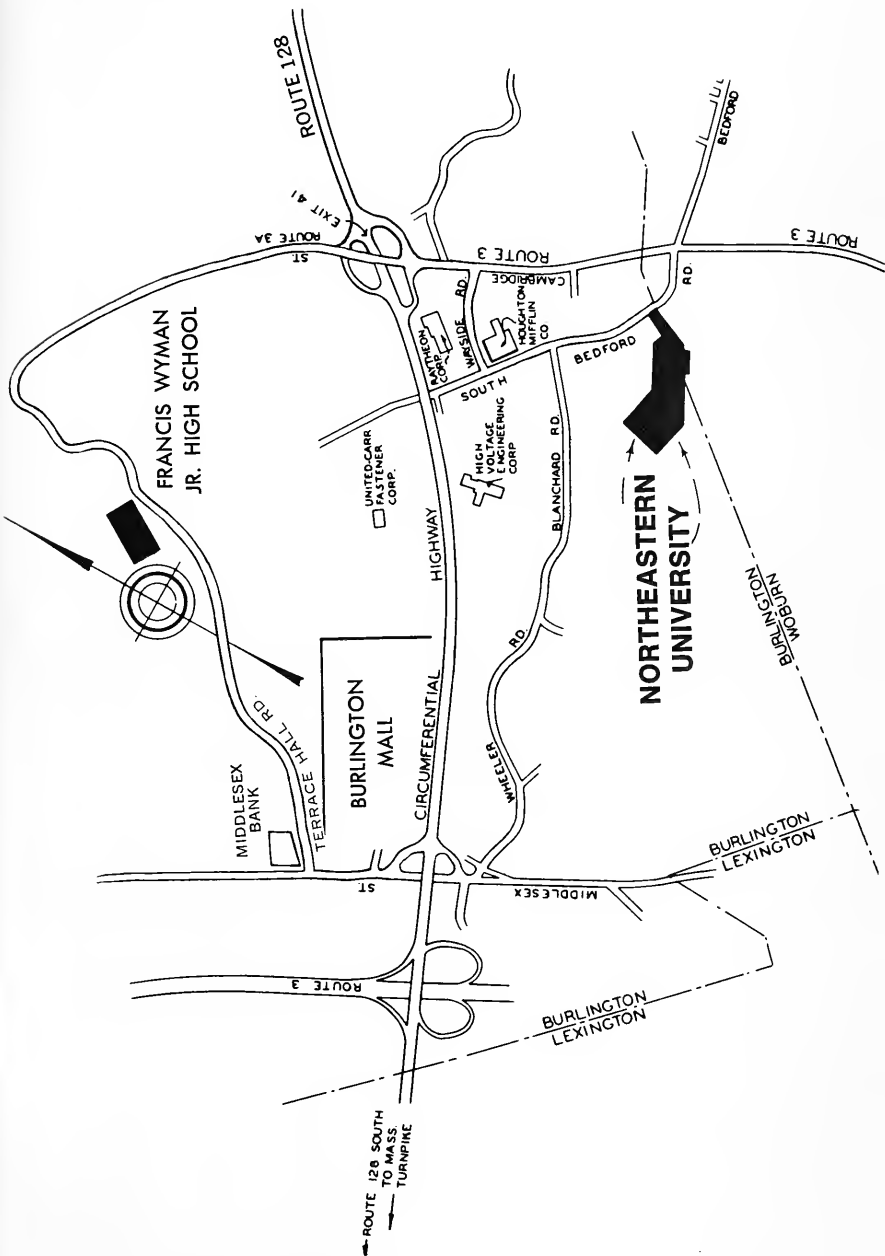 ROUTE 128
EXIT 41
ROUTE 3A
ST.
FRANCIS WYMAN
JR. HIGH SCHOOL
MIDDLESEX
BANK
TERRACE HALL RD.
BURLINGTON
MALL
UNITED-CARR
FASTENER
CORP.
RAYTHEON
CORP.
WAYSIDE RD.
HOUGHTON
MIFFLIN
CO
ROUTE 3
CAMBRIDGE
SOUTH
HIGH
VOLTAGE
ENGINEERING
CORP
CIRCUMFERENTIAL HIGHWAY
BEDFORD RD.
BEDFORD
ROUTE 3
BLANCHARD RD.
WHEELER RD.
NORTHEASTERN
UNIVERSITY
BURLINGTON
WOBURN
ST.
MIDDLESEX
BURLINGTON
LEXINGTON
ROUTE 3
BURLINGTON
LEXINGTON
ROUTE 128 SOUTH
TO MASS.
TURNPIKE